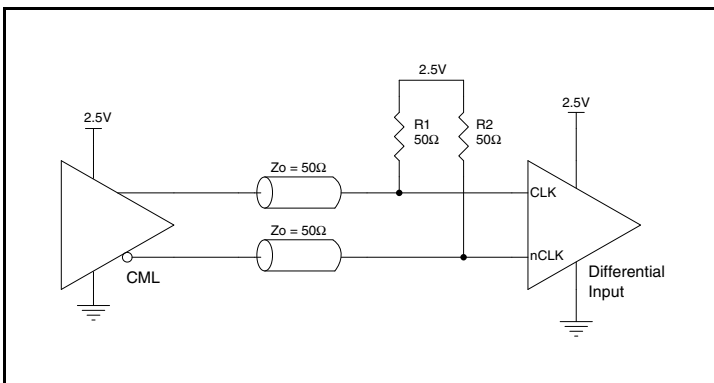 2.5V
2.5V
2.5V
R1
50Ω
R2
50Ω
Zo = 50Ω
CLK
Zo = 50Ω
nCLK
CML
Differential
Input